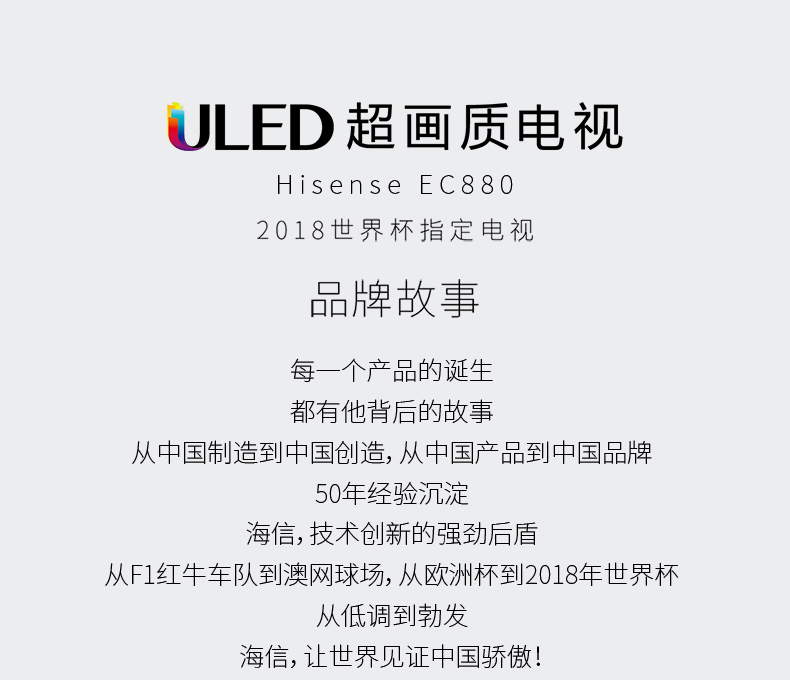 ULED 超画质电视
Hisense EC880
2018世界杯指定电视
品牌故事
每一个产品的诞生
都有他背后的故事
从中国制造到中国创造，从中国产品到中国品牌
50年经验沉淀
海信，技术创新的强劲后盾
从F1红牛车队到澳网球场，从欧洲杯到2018年世界杯
从低调到勃发
海信，让世界见证中国骄傲！